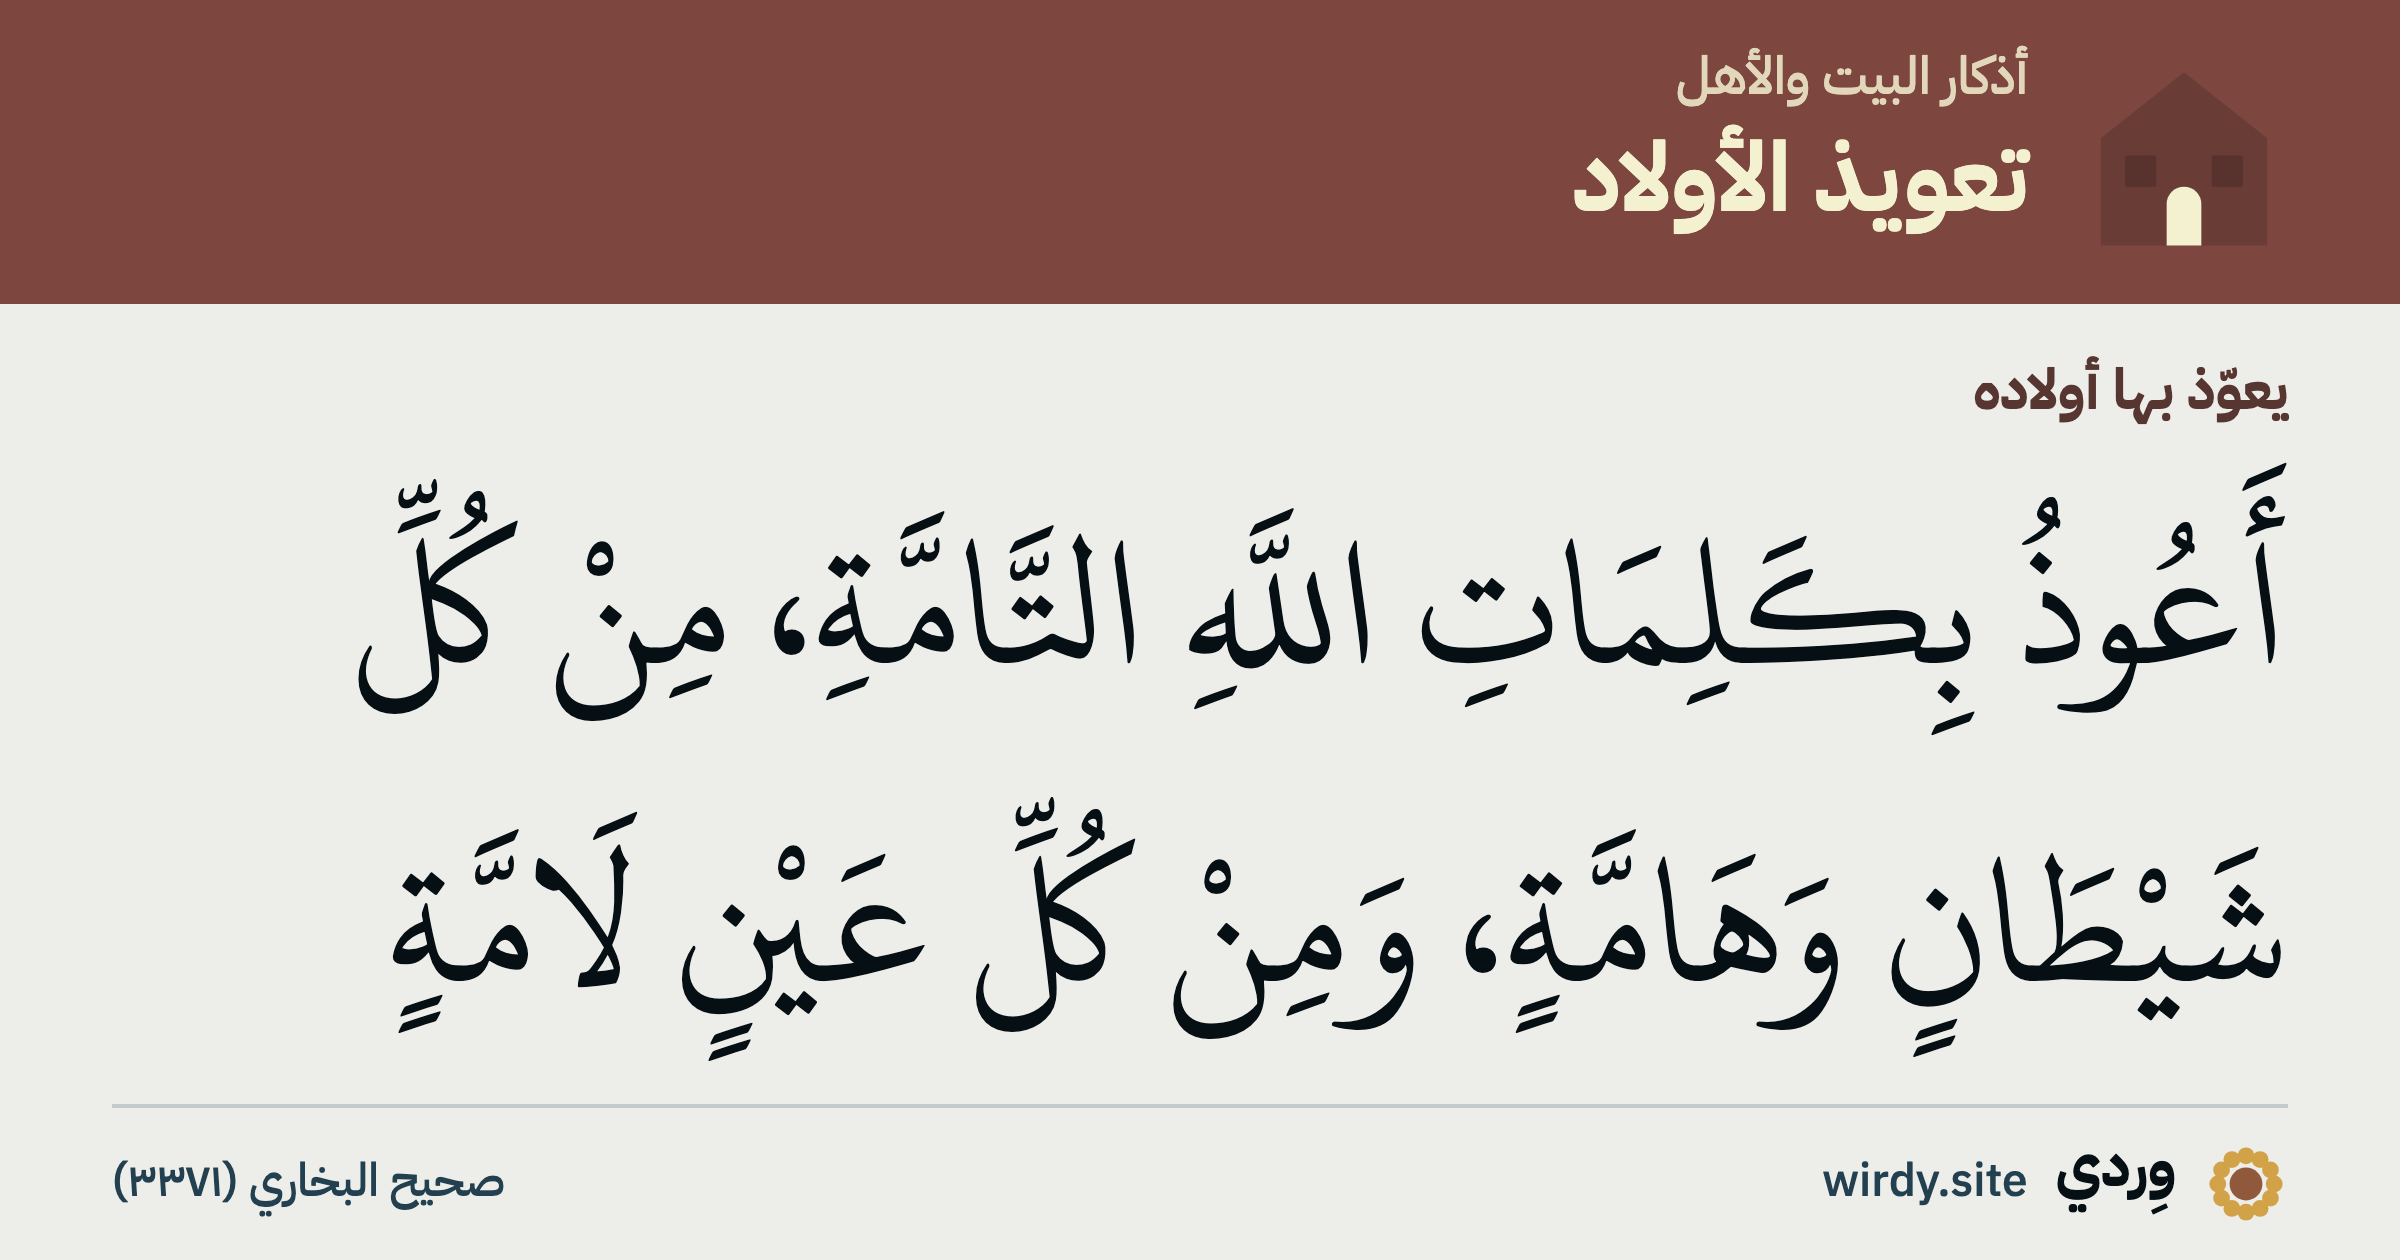 أذكار البيت والأهل
تعويذ الأولاد
يعوّذ بها أولاده
أَعُوذُ بِكَلِمَاتِ اللَّهِ التَّامَّةِ، مِنْ كُلِّ
شَيْطَانٍ وَهَامَّةٍ، وَمِنْ كُلِّ عَيْنٍ لَامَّةٍ
وِردي wirdy.site
صحيح البخاري (٣٣٧١)